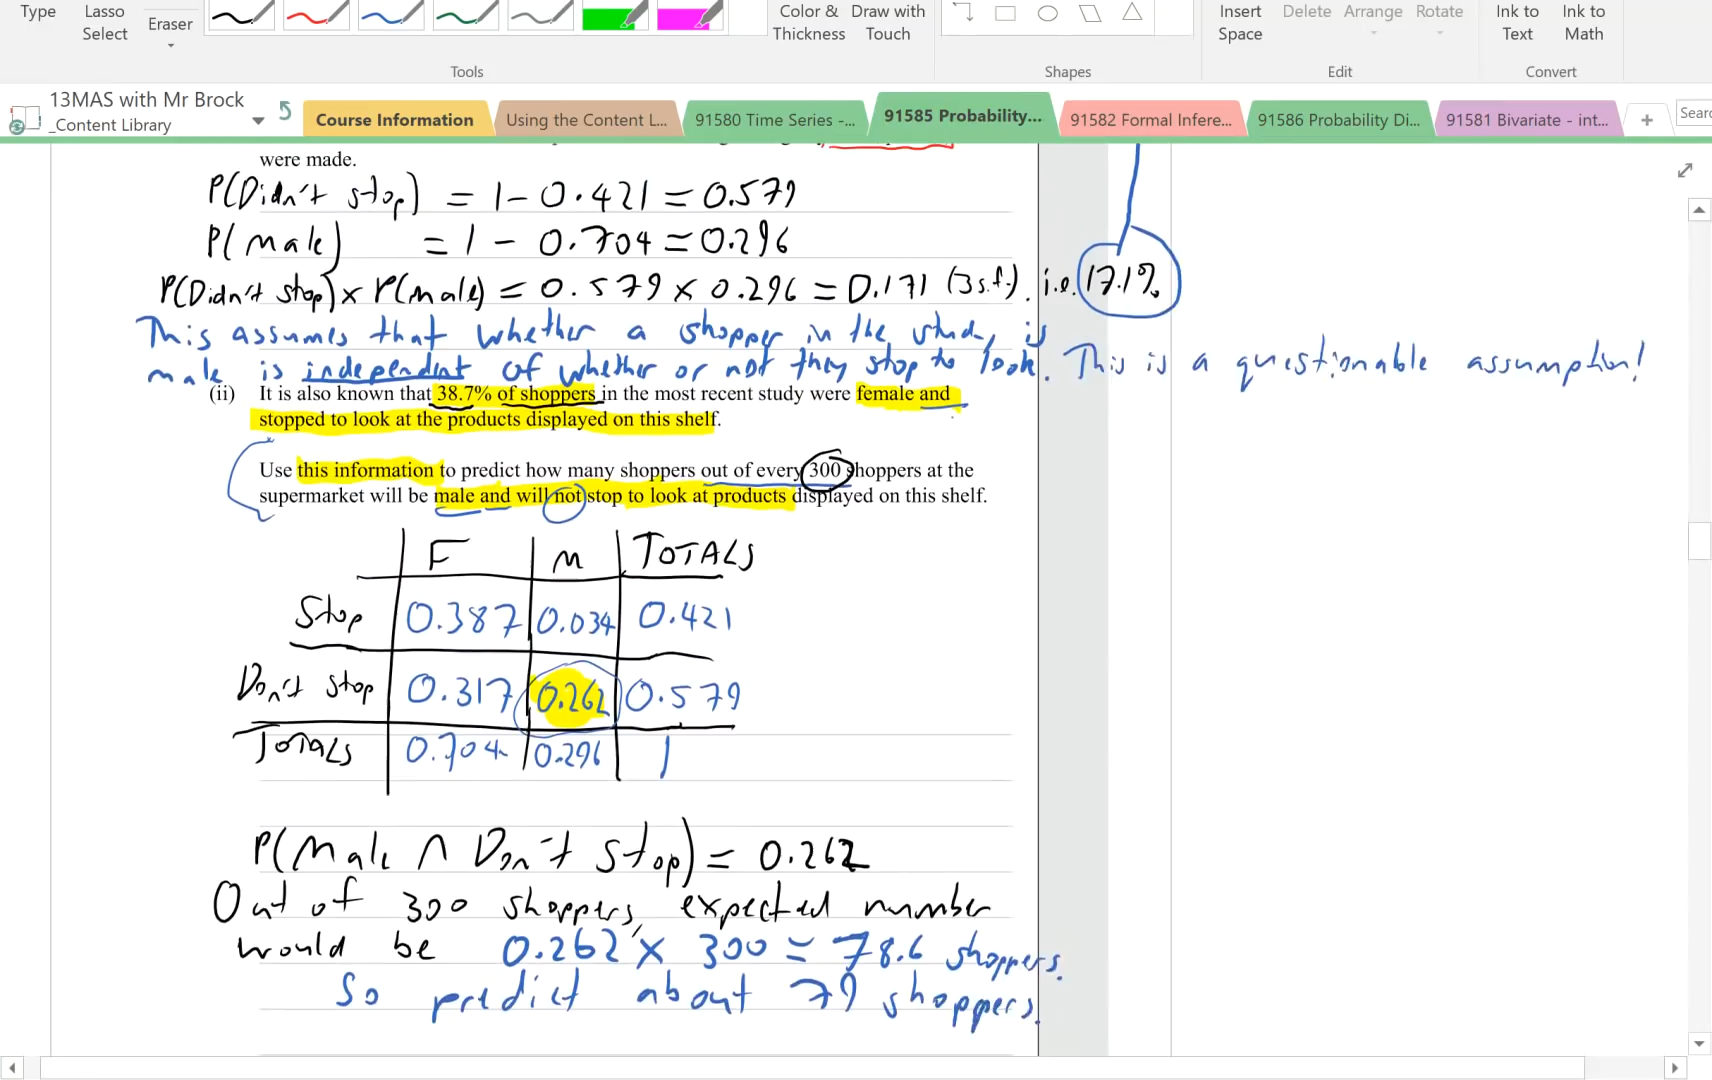 Type
Lasso Select
Eraser
Color & Thickness
Draw with Touch
Insert Space
Delete
Arrange
Rotate
Ink to Text
Ink to Math
Tools
Shapes
Edit
Convert
13MAS with Mr Brock
_Content Library
Course Information
Using the Content L...
91580 Time Series -...
91585 Probability...
91582 Formal Infere...
91586 Probability Di...
91581 Bivariate - int...
+
Sear
were made.
P(Didn't stop) = 1 - 0.421 = 0.579
P(male) = 1 - 0.704 = 0.296
P(Didn't stop) x P(male) = 0.579 x 0.296 = 0.171 (3s.f.). i.e. 17.1%
This assumes that whether a shopper in the study is
male is independent of whether or not they stop to look. This is a questionable assumption!
(ii) It is also known that 38.7% of shoppers in the most recent study were female and
stopped to look at the products displayed on this shelf.
Use this information to predict how many shoppers out of every 300 shoppers at the
supermarket will be male and will not stop to look at products displayed on this shelf.
F M TOTALS
Stop 0.387 0.034 0.421
Don't stop 0.317 0.262 0.579
TOTALS 0.704 0.296 1
P(Male ∩ Don't stop) = 0.262
Out of 300 shoppers, expected number
would be 0.262 x 300 = 78.6 shoppers.
So predict about 79 shoppers.